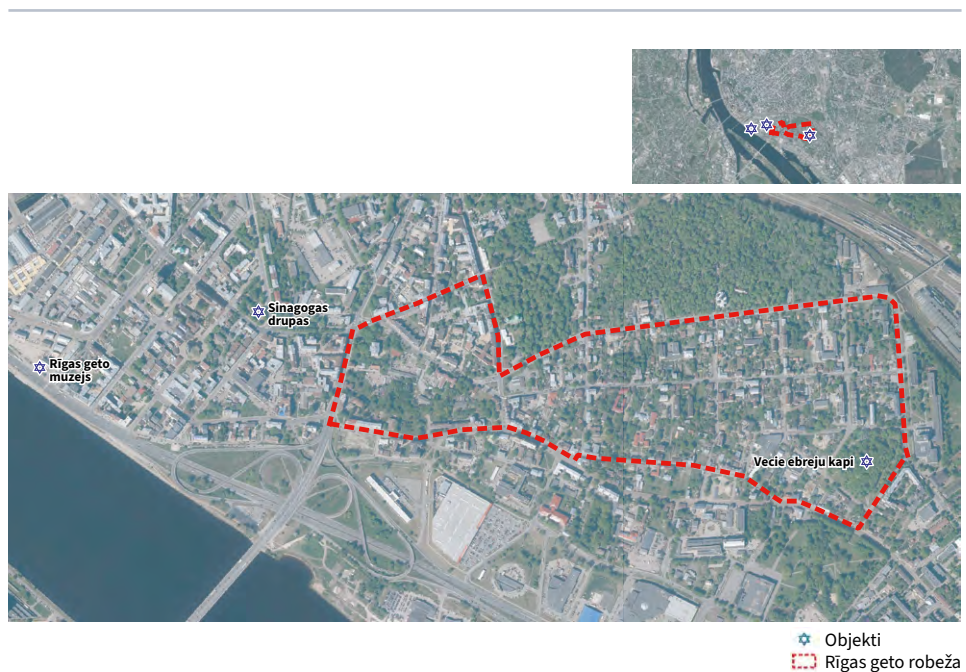 Sinagogas
drupas
Rīgas geto
muzejs
Vecie ebreju kapi
Objekti
Rīgas geto robeža